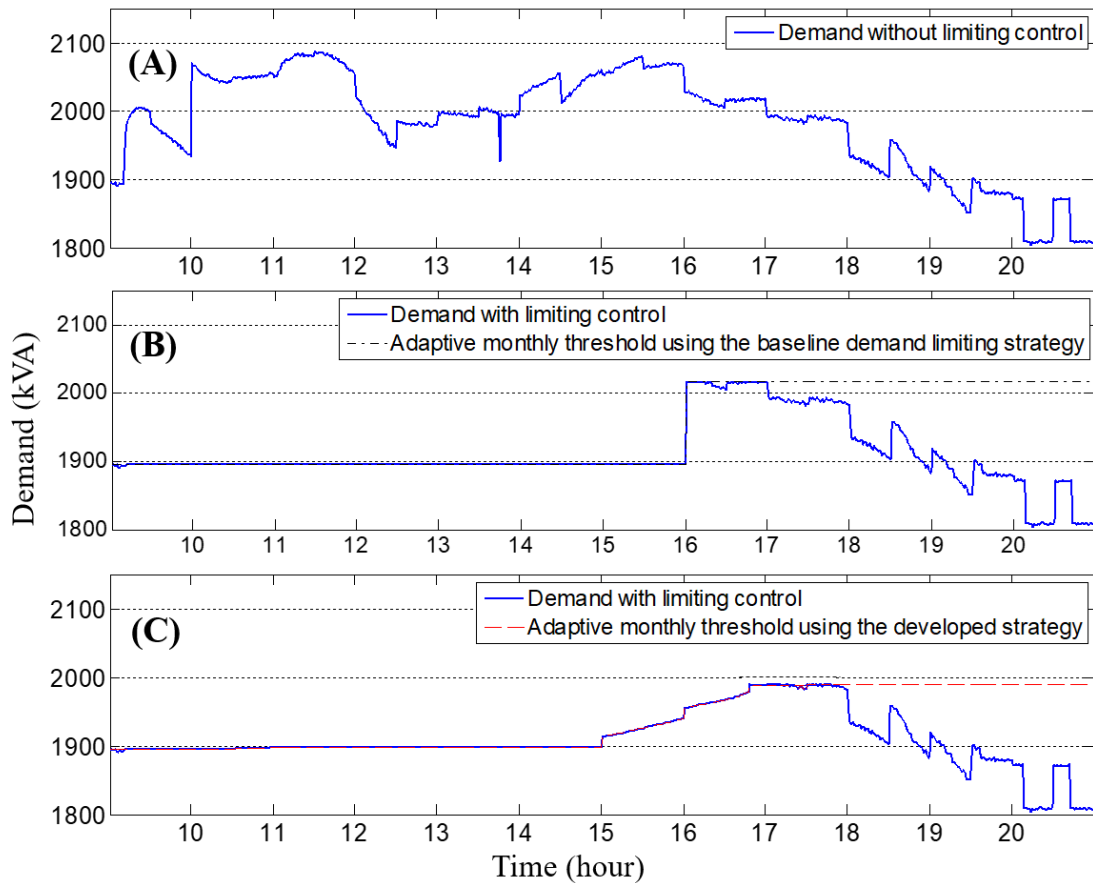 2100
2000
1900
1800
(A)
Demand without limiting control
10 11 12 13 14 15 16 17 18 19 20
2100
2000
1900
1800
(B)
Demand with limiting control
Adaptive monthly threshold using the baseline demand limiting strategy
10 11 12 13 14 15 16 17 18 19 20
Demand (kVA)
2100
2000
1900
1800
(C)
Demand with limiting control
Adaptive monthly threshold using the developed strategy
10 11 12 13 14 15 16 17 18 19 20
Time (hour)